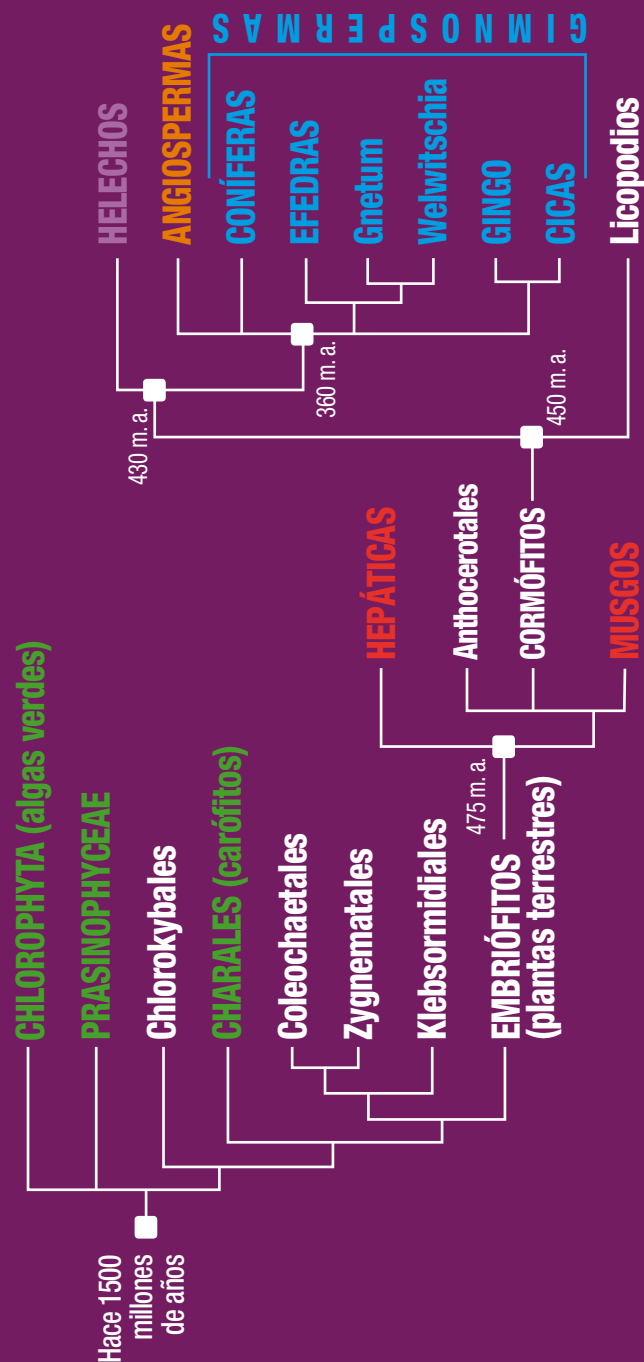 Hace 1500
millones
de años
CHLOROPHYTA (algas verdes)
PRASINOPHYCEAE
Chlorokybales
CHARALES (carófitos)
Coleochaetales
Zygnematales
Klebsormidiales
EMBRIÓFITOS
(plantas terrestres)
475 m. a.
HEPÁTICAS
Anthocerotales
CORMÓFITOS
MUSGOS
430 m. a.
450 m. a.
360 m. a.
HELECHOS
ANGIOSPERMAS
CONÍFERAS
EFEDRAS
Gnetum
Welwitschia
GINGO
CICAS
Licopodios
GIMNOSPERMAS